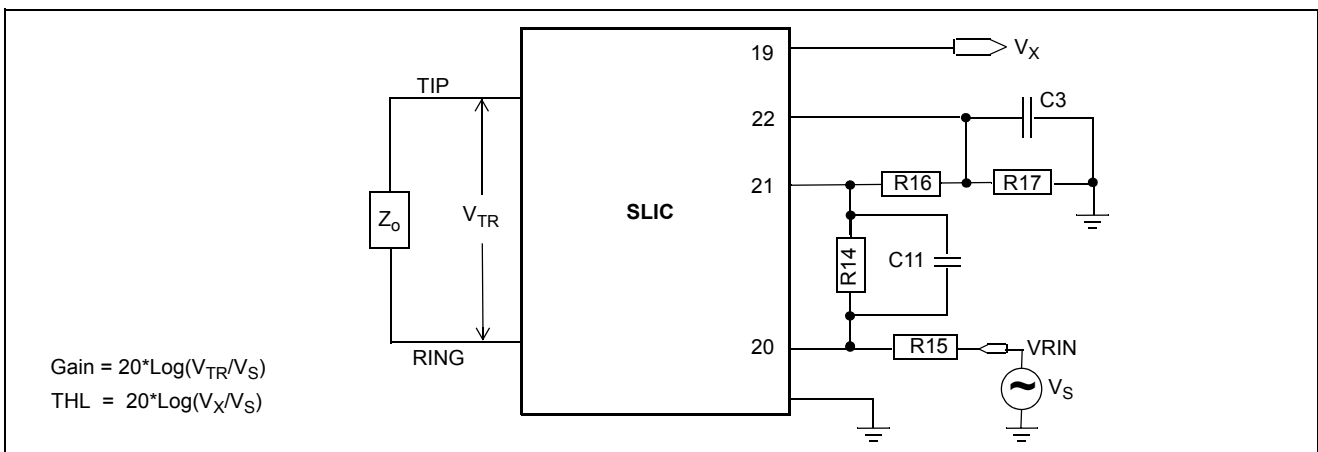 19
V_X
TIP
C3
22
21
R16
R17
Z_o
V_TR
SLIC
R14
C11
20
R15
VRIN
RING
V_S
Gain = 20*Log(V_TR/V_S)
THL = 20*Log(V_X/V_S)